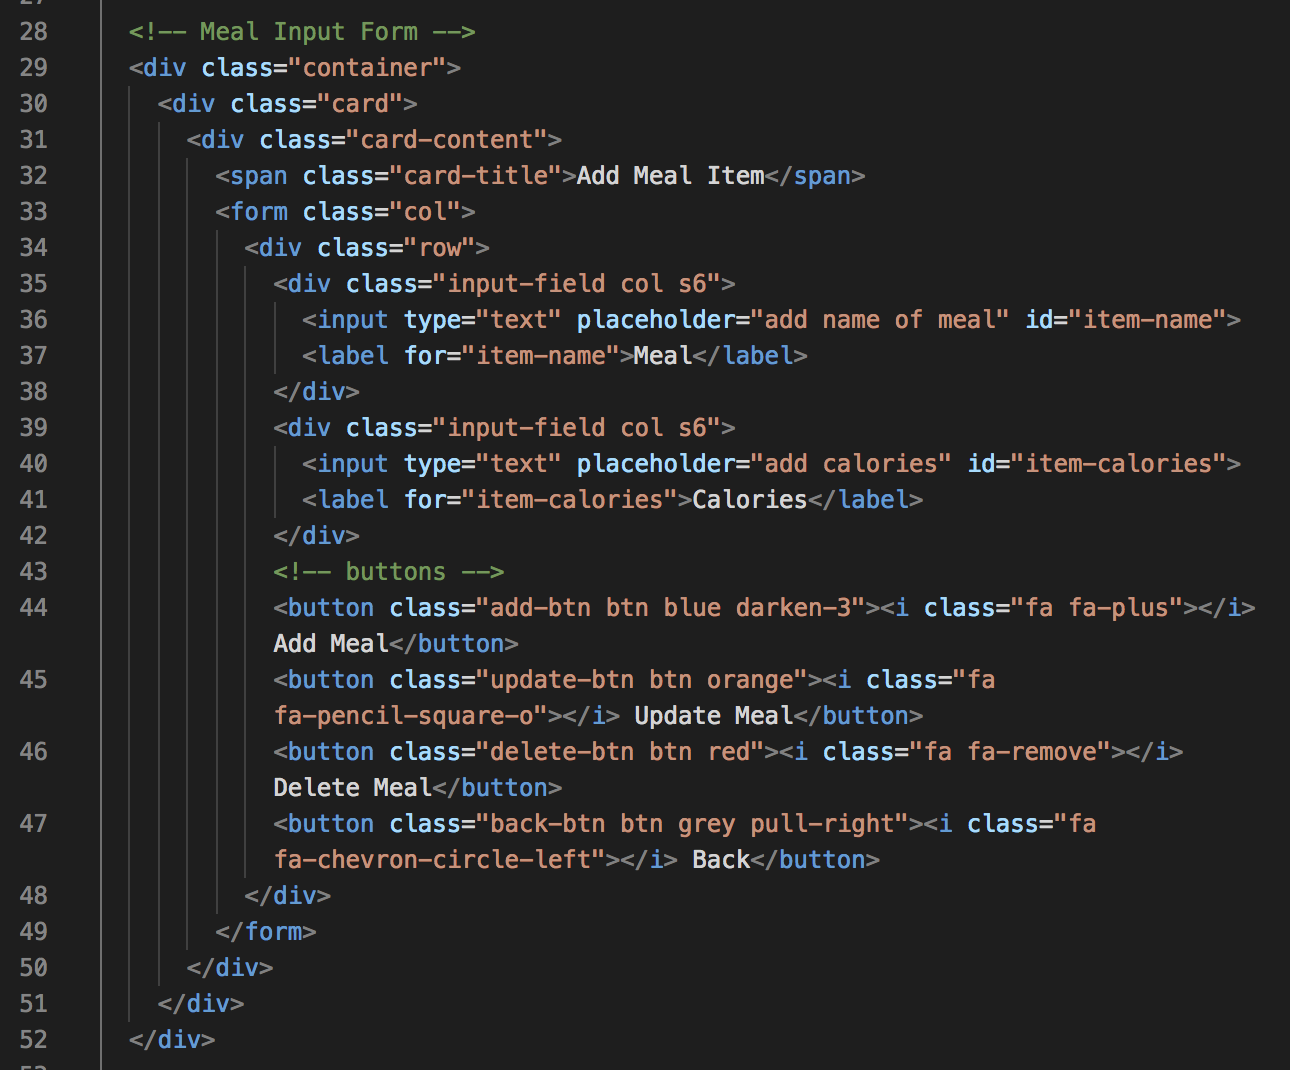 28 <!-- Meal Input Form -->
29 <div class="container">
30 <div class="card">
31 <div class="card-content">
32 <span class="card-title">Add Meal Item</span>
33 <form class="col">
34 <div class="row">
35 <div class="input-field col s6">
36 <input type="text" placeholder="add name of meal" id="item-name">
37 <label for="item-name">Meal</label>
38 </div>
39 <div class="input-field col s6">
40 <input type="text" placeholder="add calories" id="item-calories">
41 <label for="item-calories">Calories</label>
42 </div>
43 <!-- buttons -->
44 <button class="add-btn btn blue darken-3"><i class="fa fa-plus"></i>
Add Meal</button>
45 <button class="update-btn btn orange"><i class="fa
fa-pencil-square-o"></i> Update Meal</button>
46 <button class="delete-btn btn red"><i class="fa fa-remove"></i>
Delete Meal</button>
47 <button class="back-btn btn grey pull-right"><i class="fa
fa-chevron-circle-left"></i> Back</button>
48 </div>
49 </form>
50 </div>
51 </div>
52 </div>